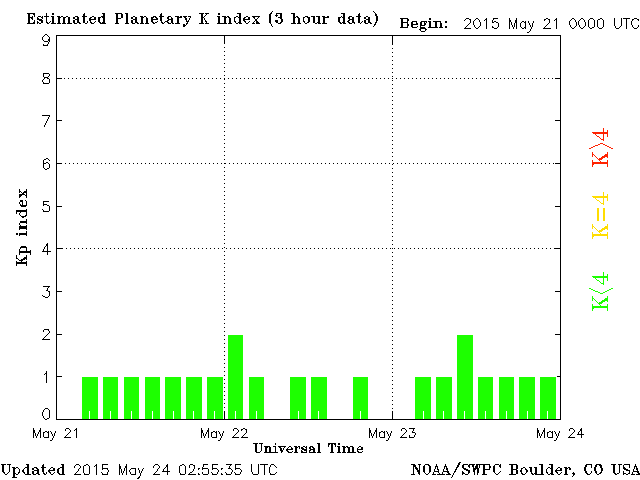 Estimated Planetary K index (3 hour data) Begin: 2015 May 21 0000 UTC
9
8
7
6
5
4
3
2
1
0
Kp index
K>4
K=4
K<4
May 21 May 22 May 23 May 24
Universal Time
Updated 2015 May 24 02:55:35 UTC NOAA/SWPC Boulder, CO USA